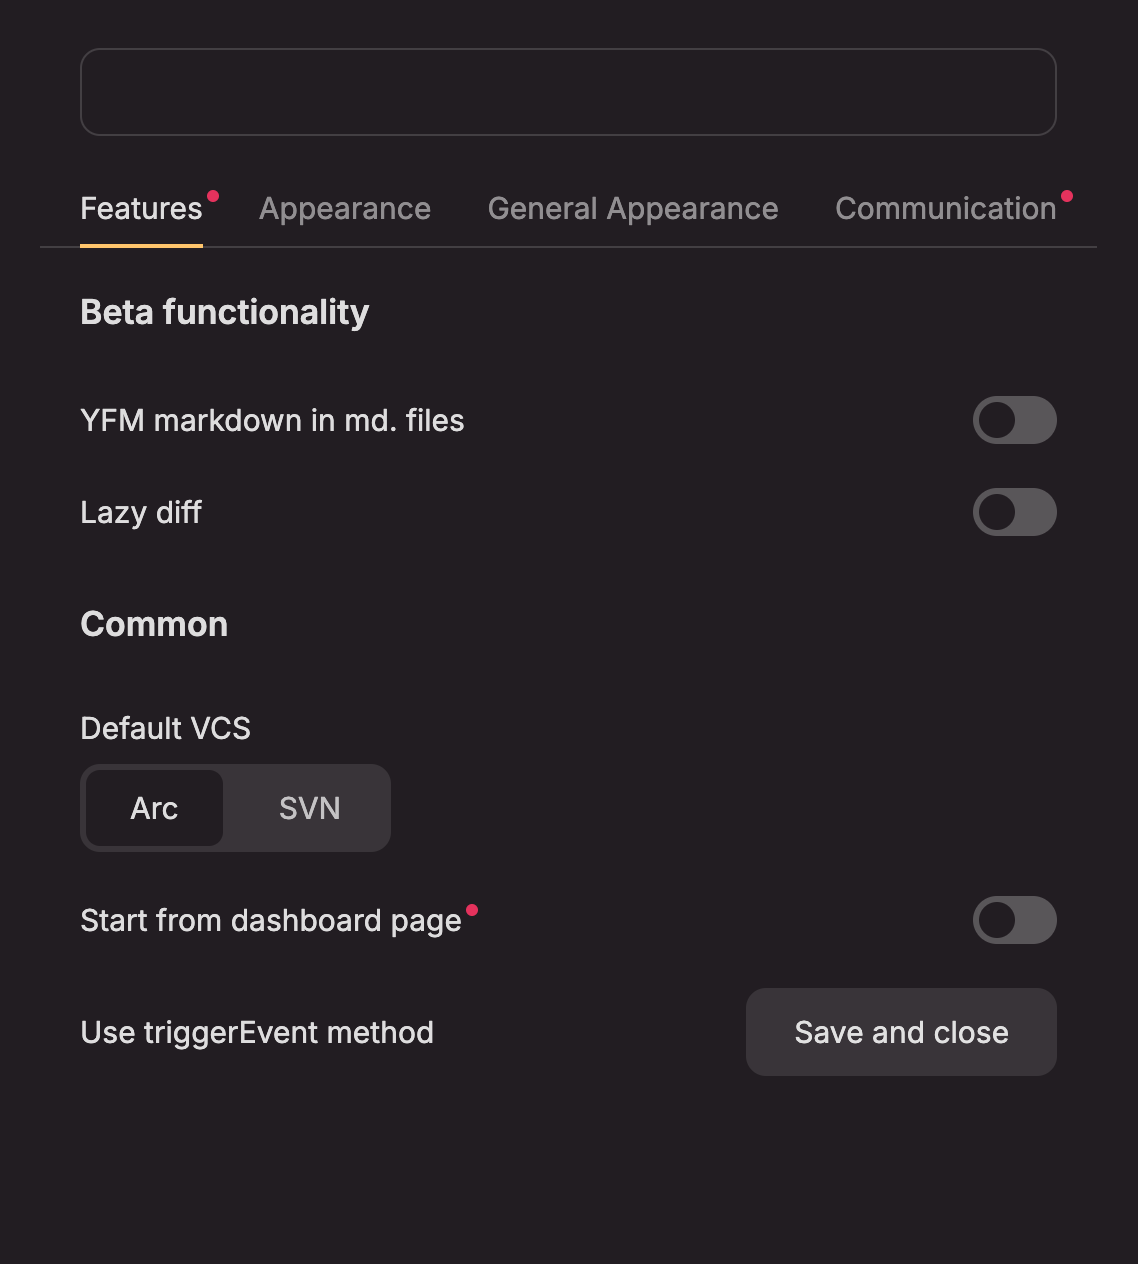 Features Appearance General Appearance Communication
Beta functionality
YFM markdown in md. files
Lazy diff
Common
Default VCS
Arc SVN
Start from dashboard page
Use triggerEvent method Save and close